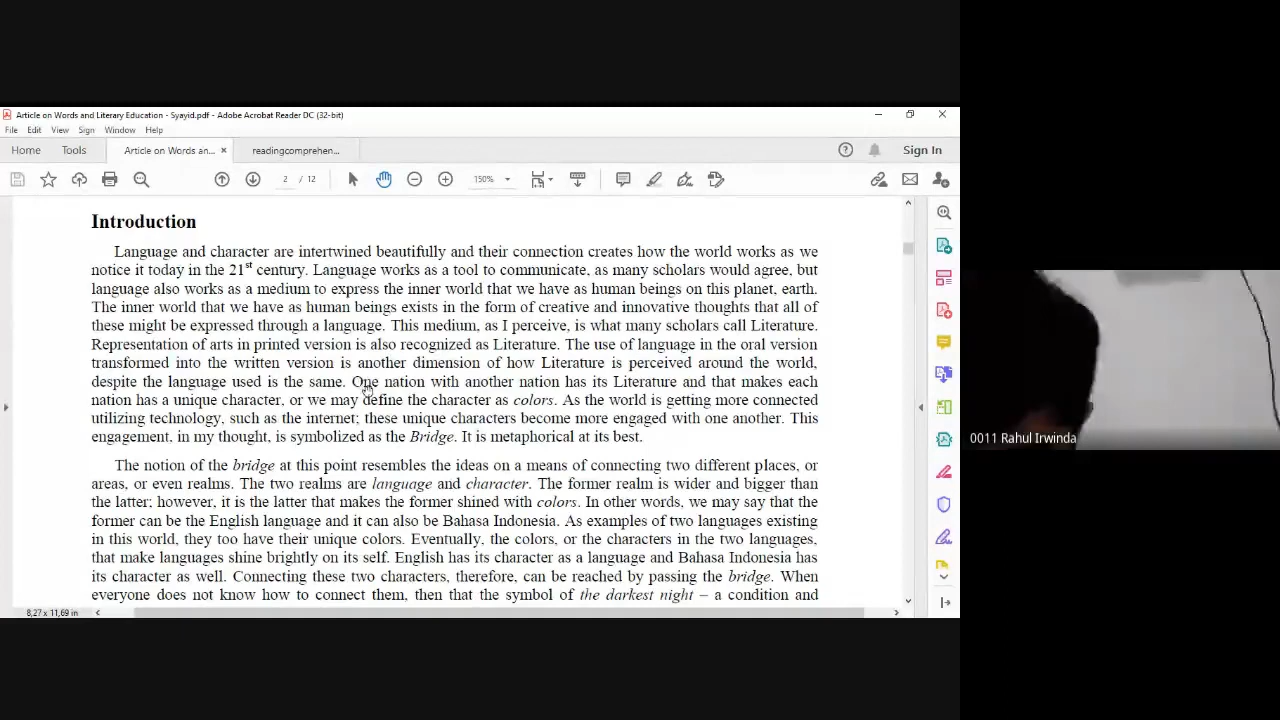 Article on Words and Literary Education - Syayid.pdf - Adobe Acrobat Reader DC (32-bit)
File Edit View Sign Window Help
Home Tools Article on Words an... × readingcomprehen... Sign In
2 / 12 150%
Introduction
Language and character are intertwined beautifully and their connection creates how the world works as we
notice it today in the 21st century. Language works as a tool to communicate, as many scholars would agree, but
language also works as a medium to express the inner world that we have as human beings on this planet, earth.
The inner world that we have as human beings exists in the form of creative and innovative thoughts that all of
these might be expressed through a language. This medium, as I perceive, is what many scholars call Literature.
Representation of arts in printed version is also recognized as Literature. The use of language in the oral version
transformed into the written version is another dimension of how Literature is perceived around the world,
despite the language used is the same. One nation with another nation has its Literature and that makes each
nation has a unique character, or we may define the character as colors. As the world is getting more connected
utilizing technology, such as the internet; these unique characters become more engaged with one another. This
engagement, in my thought, is symbolized as the Bridge. It is metaphorical at its best.
The notion of the bridge at this point resembles the ideas on a means of connecting two different places, or
areas, or even realms. The two realms are language and character. The former realm is wider and bigger than
the latter; however, it is the latter that makes the former shined with colors. In other words, we may say that the
former can be the English language and it can also be Bahasa Indonesia. As examples of two languages existing
in this world, they too have their unique colors. Eventually, the colors, or the characters in the two languages,
that make languages shine brightly on its self. English has its character as a language and Bahasa Indonesia has
its character as well. Connecting these two characters, therefore, can be reached by passing the bridge. When
everyone does not know how to connect them, then that the symbol of the darkest night – a condition and
8,27 x 11,69 in
0011 Rahul Irwinda